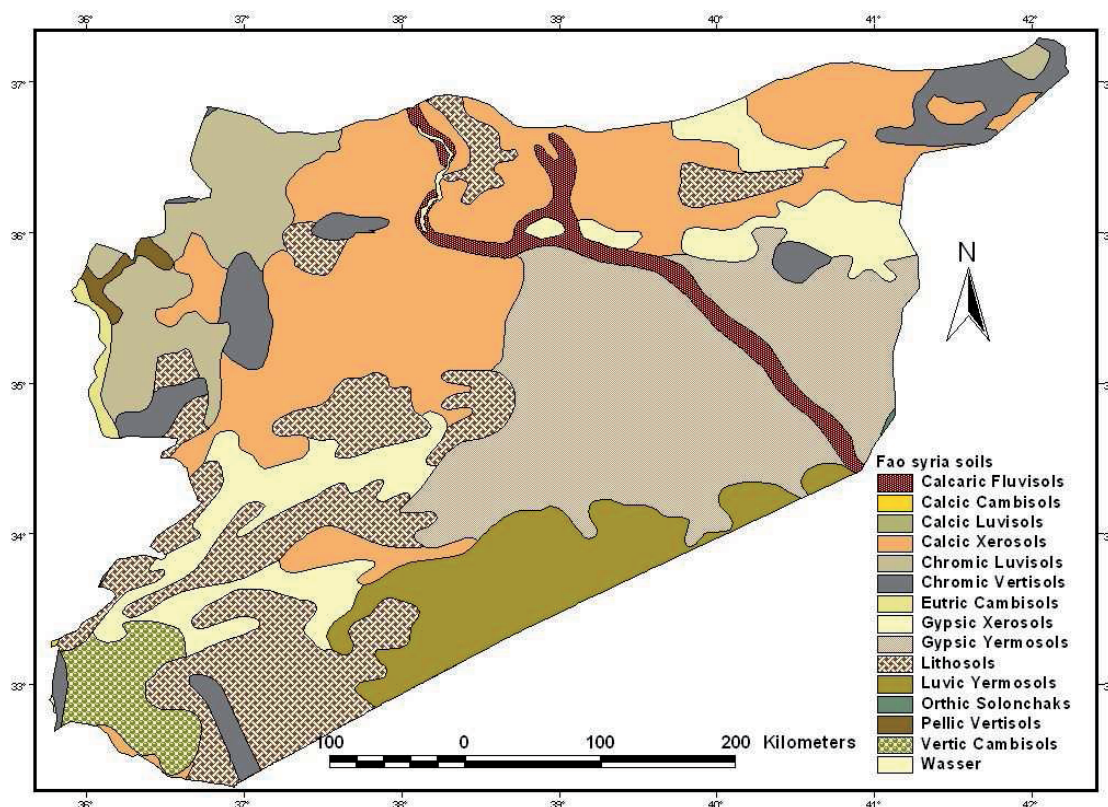 36° 37° 38° 39° 40° 41° 42°
37°
36°
35°
34°
33°
N
Fao syria soils
Calcaric Fluvisols
Calcic Cambisols
Calcic Luvisols
Calcic Xerosols
Chromic Luvisols
Chromic Vertisols
Eutric Cambisols
Gypsic Xerosols
Gypsic Yermosols
Lithosols
Luvic Yermosols
Orthic Solonchaks
Pellic Vertisols
Vertic Cambisols
Wasser
100 0 100 200 Kilometers
36° 37° 38° 39° 40° 41° 42°